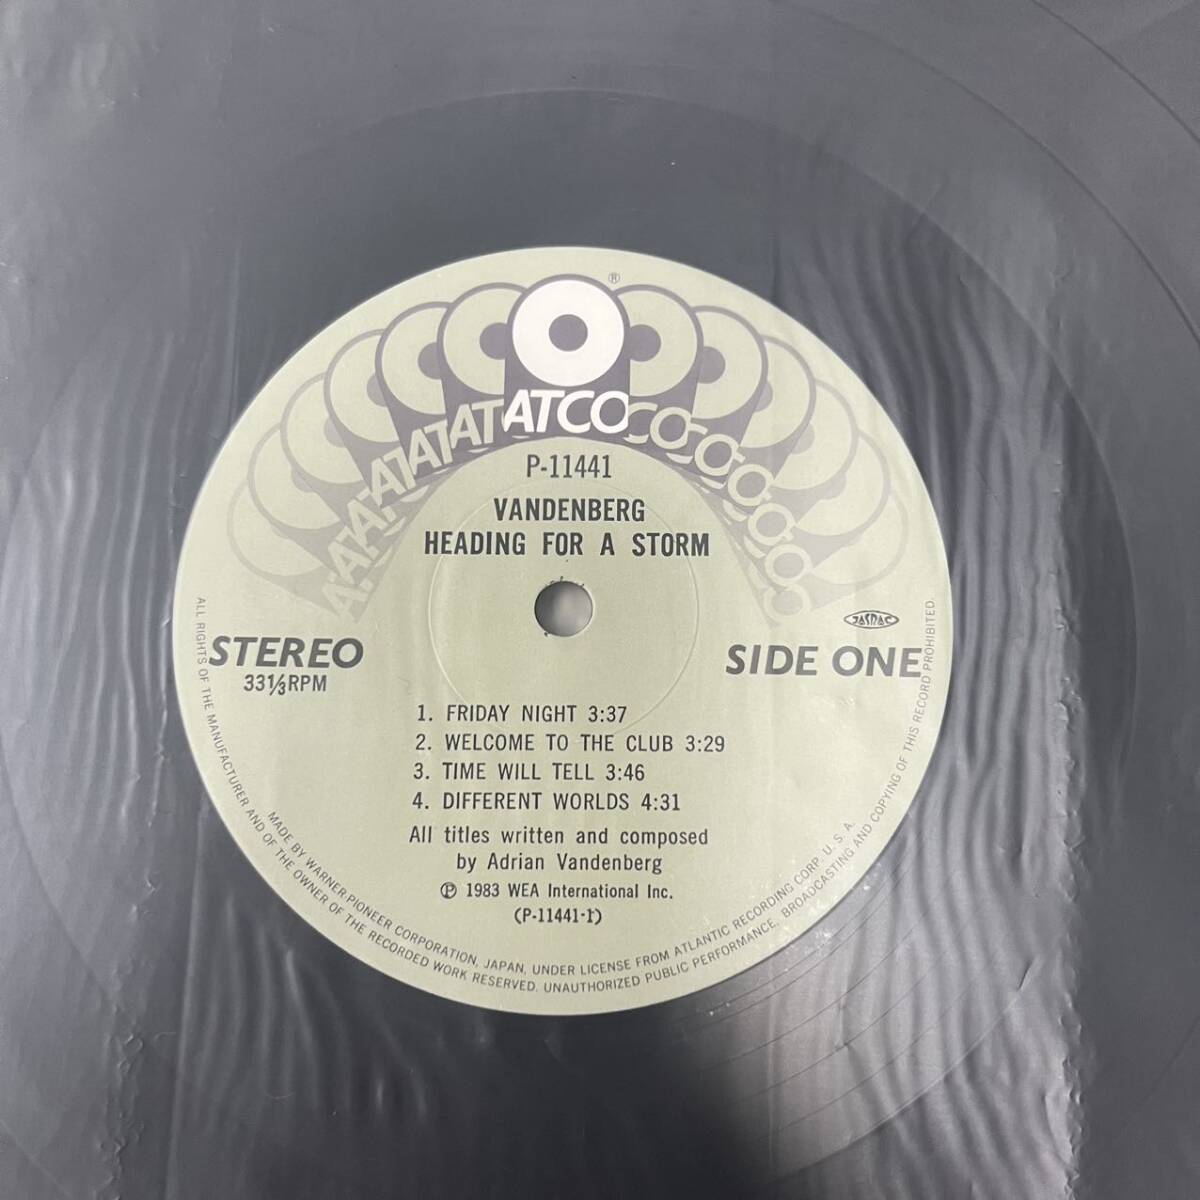 ®
ATATATATATATCOCOCOCOCOCO
P-11441
VANDENBERG
HEADING FOR A STORM
JASRAC
STEREO
33⅓RPM
SIDE ONE
1. FRIDAY NIGHT 3:37
2. WELCOME TO THE CLUB 3:29
3. TIME WILL TELL 3:46
4. DIFFERENT WORLDS 4:31
All titles written and composed
by Adrian Vandenberg
Ⓟ 1983 WEA International Inc.
(P-11441-1)
MADE BY WARNER-PIONEER CORPORATION, JAPAN, UNDER LICENSE FROM ATLANTIC RECORDING CORP. U.S.A.
ALL RIGHTS OF THE MANUFACTURER AND OF THE OWNER OF THE RECORDED WORK RESERVED. UNAUTHORIZED PUBLIC PERFORMANCE, BROADCASTING AND COPYING OF THIS RECORD PROHIBITED.